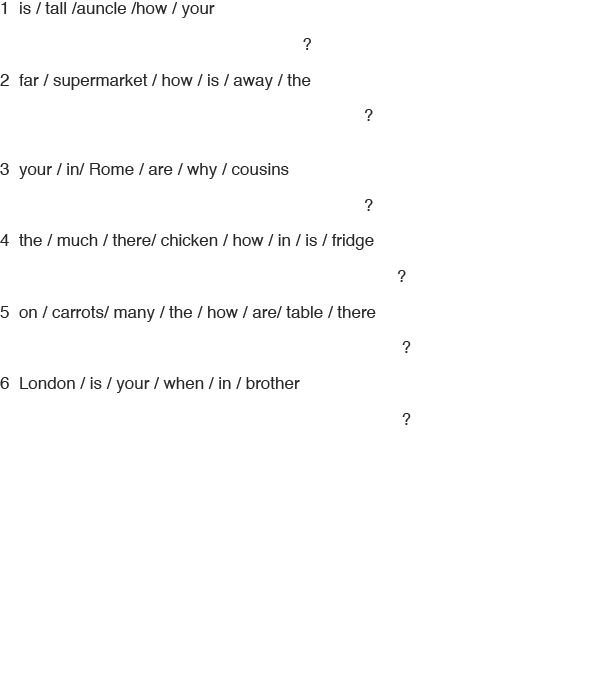 1 is / tall /auncle /how / your
?
2 far / supermarket / how / is / away / the
?
3 your / in/ Rome / are / why / cousins
?
4 the / much / there/ chicken / how / in / is / fridge
?
5 on / carrots/ many / the / how / are/ table / there
?
6 London / is / your / when / in / brother
?